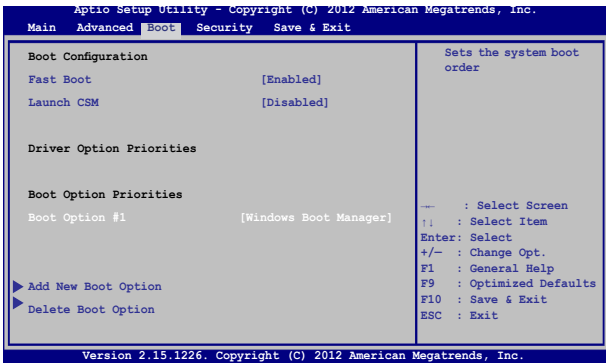 Aptio Setup Utility - Copyright (C) 2012 American Megatrends, Inc.
Main Advanced Boot Security Save & Exit
Boot Configuration
Fast Boot [Enabled]
Launch CSM [Disabled]
Driver Option Priorities
Boot Option Priorities
Boot Option #1 [Windows Boot Manager]
Add New Boot Option
Delete Boot Option
Sets the system boot
order
→← : Select Screen
↑↓ : Select Item
Enter: Select
+/— : Change Opt.
F1 : General Help
F9 : Optimized Defaults
F10 : Save & Exit
ESC : Exit
Version 2.15.1226. Copyright (C) 2012 American Megatrends, Inc.